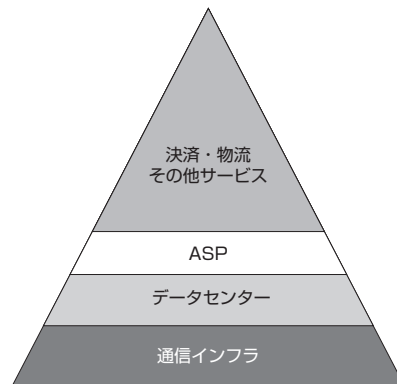 決済・物流
その他サービス
ASP
データセンター
通信インフラ